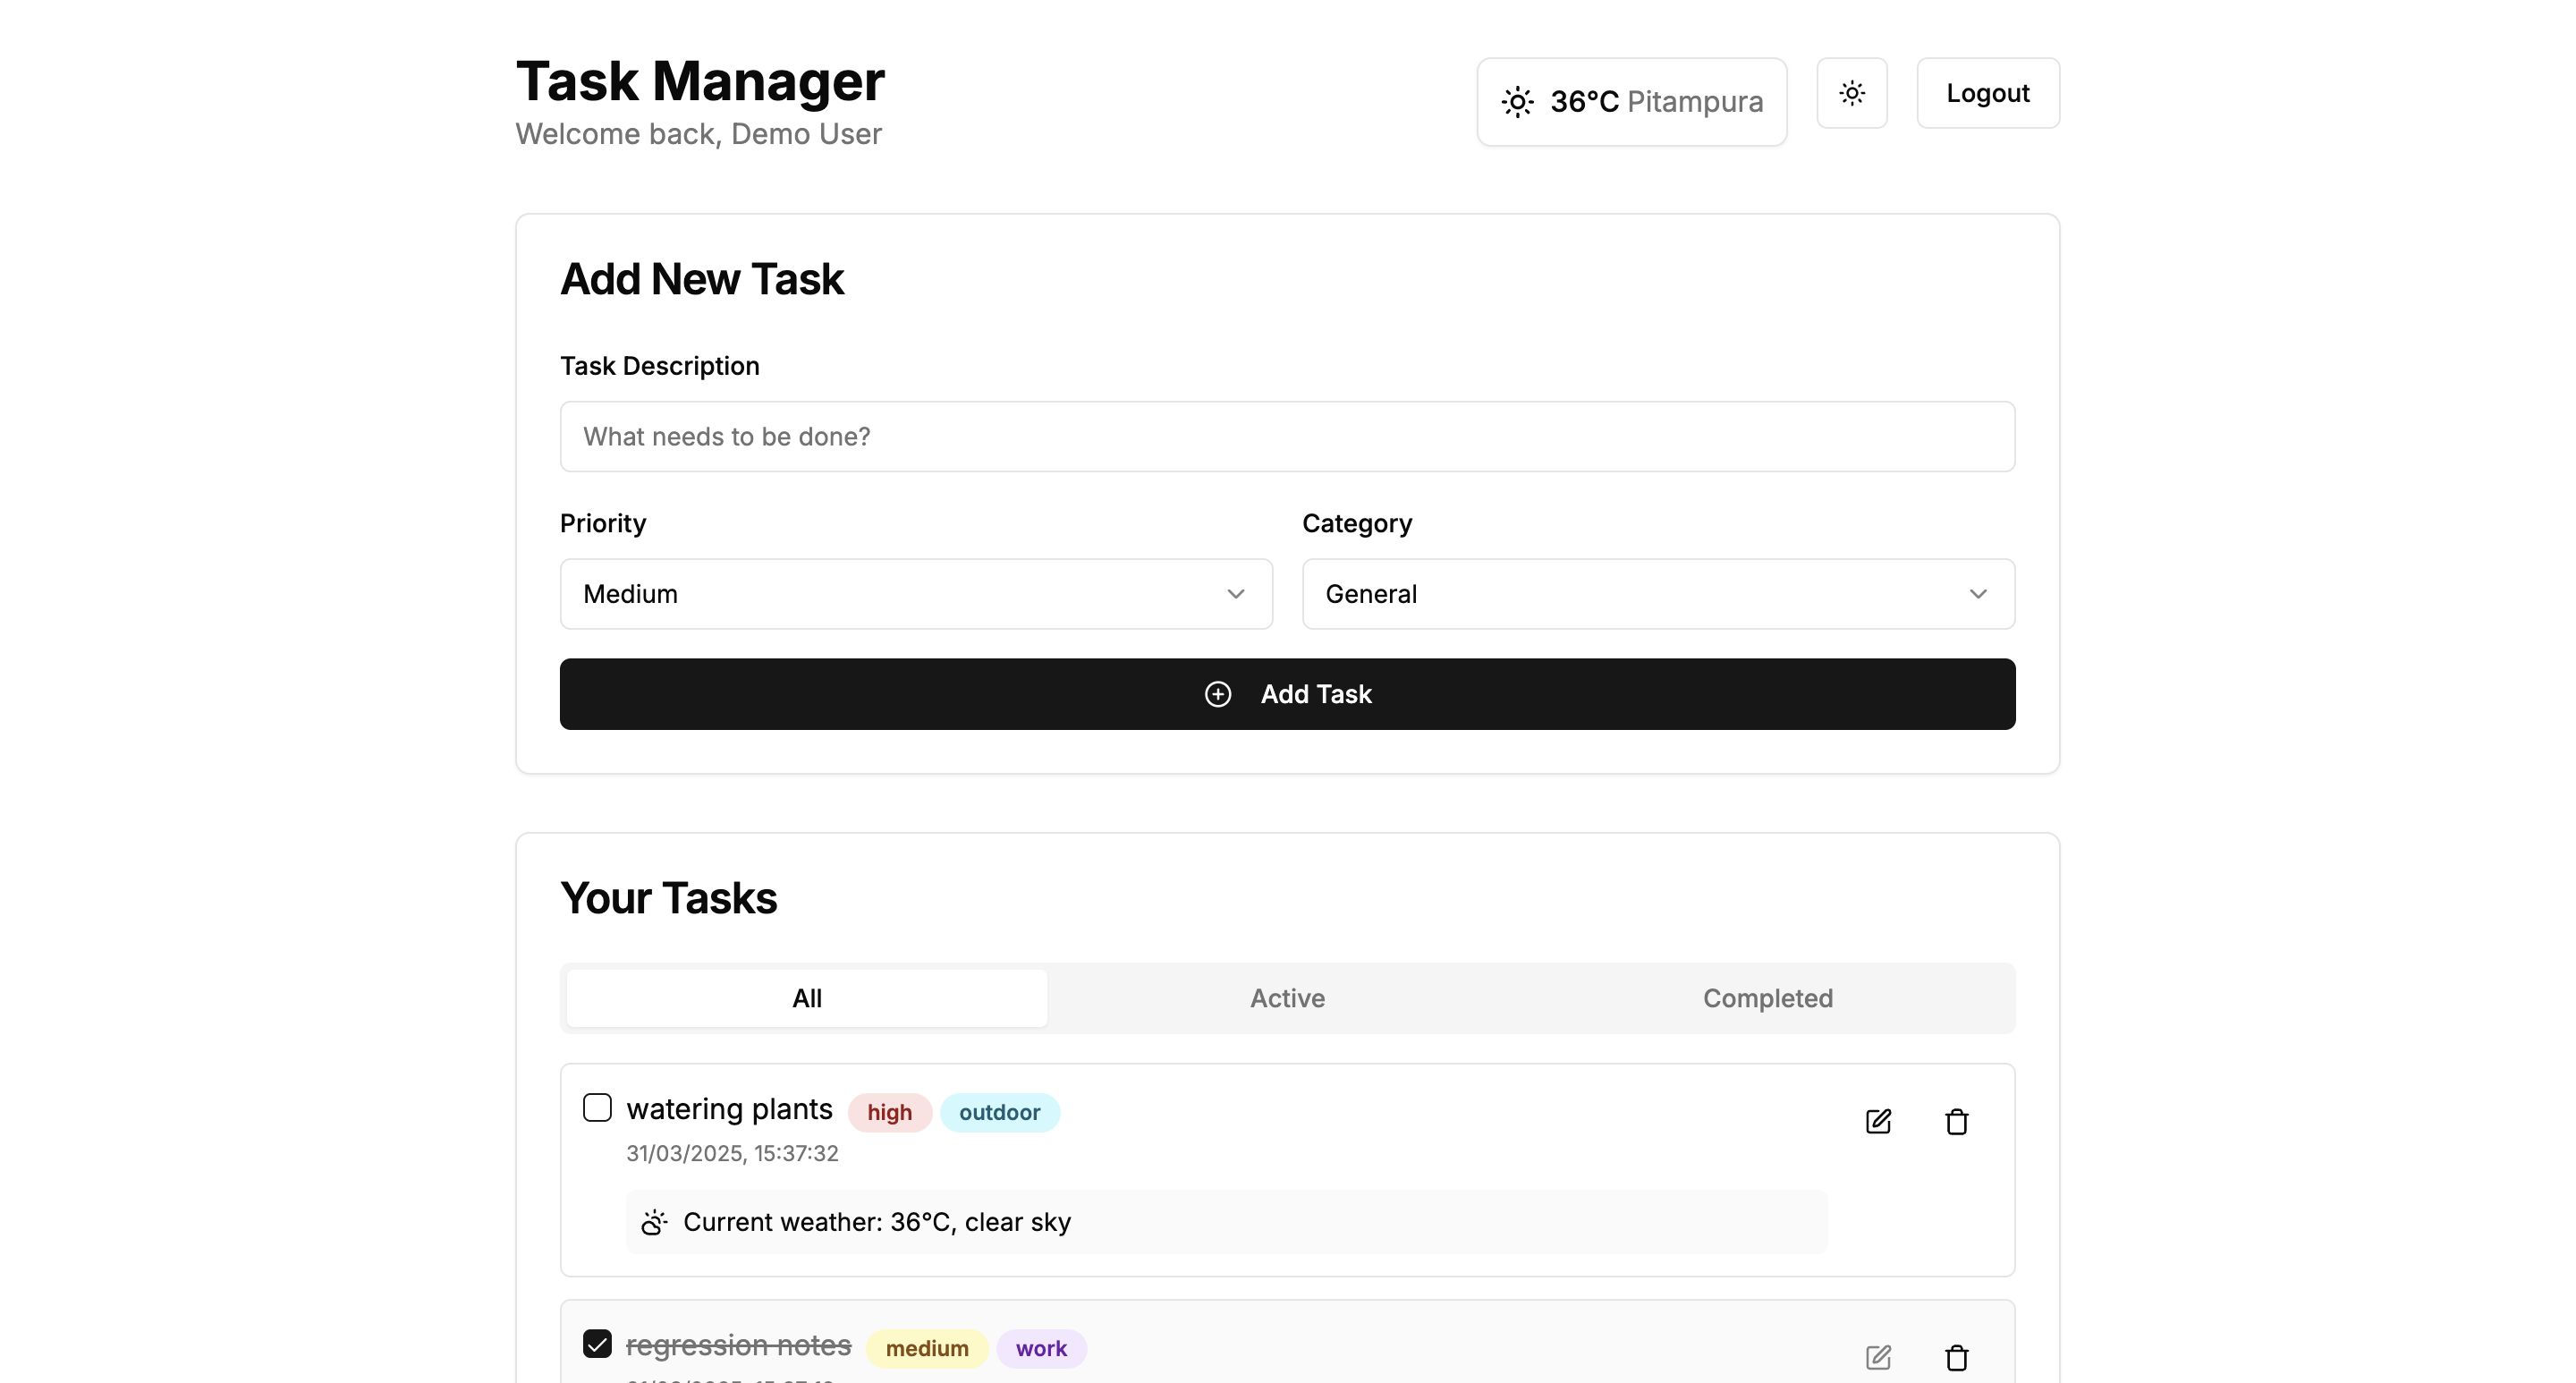 Task Manager
Welcome back, Demo User
36°C Pitampura
Logout
Add New Task
Task Description
What needs to be done?
Priority
Category
Medium
General
Add Task
Your Tasks
All
Active
Completed
watering plants high outdoor
31/03/2025, 15:37:32
Current weather: 36°C, clear sky
regression notes medium work